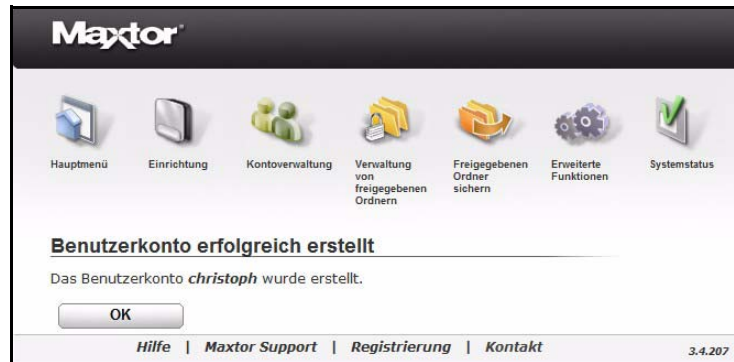 Maxtor
Hauptmenü
Einrichtung
Kontoverwaltung
Verwaltung
von
freigegebenen
Ordnern
Freigegebenen
Ordner
sichern
Erweiterte
Funktionen
Systemstatus
Benutzerkonto erfolgreich erstellt
Das Benutzerkonto christoph wurde erstellt.
OK
Hilfe | Maxtor Support | Registrierung | Kontakt
3.4.207